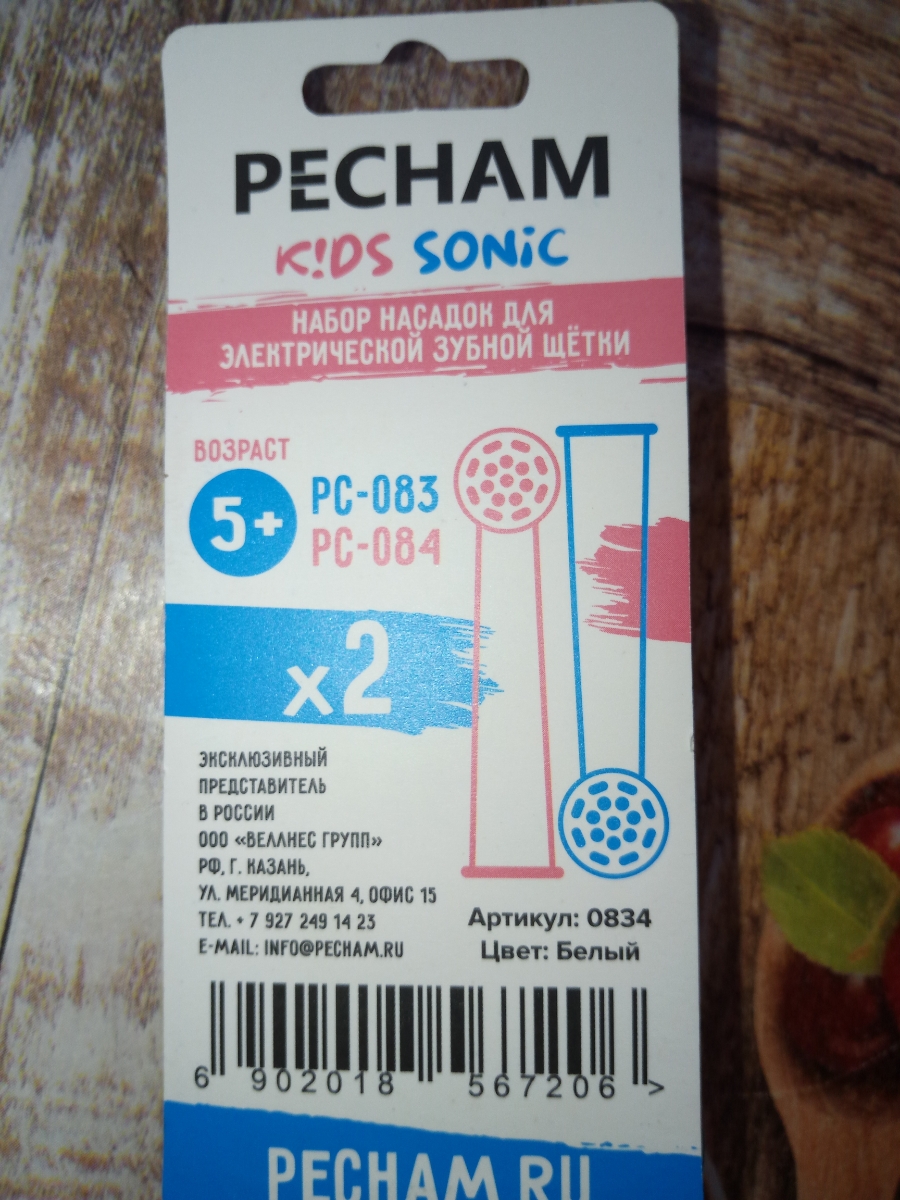 PECHAM
K!DS SONiC
НАБОР НАСАДОК ДЛЯ
ЭЛЕКТРИЧЕСКОЙ ЗУБНОЙ ЩЁТКИ
ВОЗРАСТ
5+
PC-083
PC-084
x2
ЭКСКЛЮЗИВНЫЙ
ПРЕДСТАВИТЕЛЬ
В РОССИИ
ООО «ВЕЛЛНЕС ГРУПП»
РФ, Г. КАЗАНЬ,
УЛ. МЕРИДИАННАЯ 4, ОФИС 15
ТЕЛ. + 7 927 249 14 23
E-MAIL: INFO@PECHAM.RU
Артикул: 0834
Цвет: Белый
6 902018 567206 >
PECHAM.RU